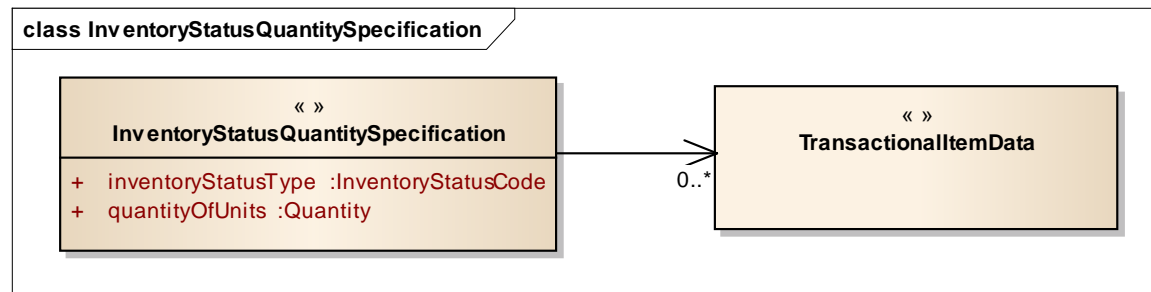 class InventoryStatusQuantitySpecification
« »
InventoryStatusQuantitySpecification
+ inventoryStatusType :InventoryStatusCode
+ quantityOfUnits :Quantity
« »
TransactionalItemData
0..*